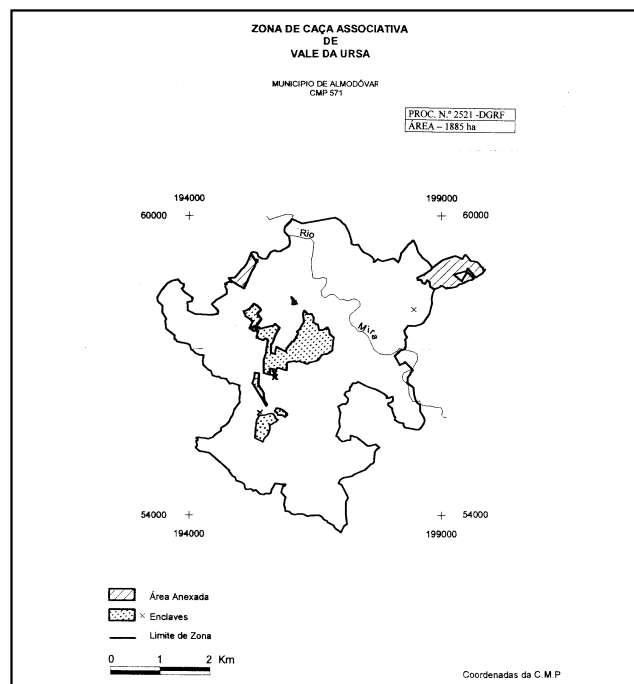 ZONA DE CAÇA ASSOCIATIVA
DE
VALE DA URSA
MUNICIPIO DE ALMODÔVAR
CMP 571
PROC. N.º 2521 -DGRF
ÁREA – 1885 ha
194000
199000
60000
60000
Rio
Mira
54000
54000
194000
199000
Área Anexada
× Enclaves
Limite de Zona
0 1 2 Km
Coordenadas da C.M.P